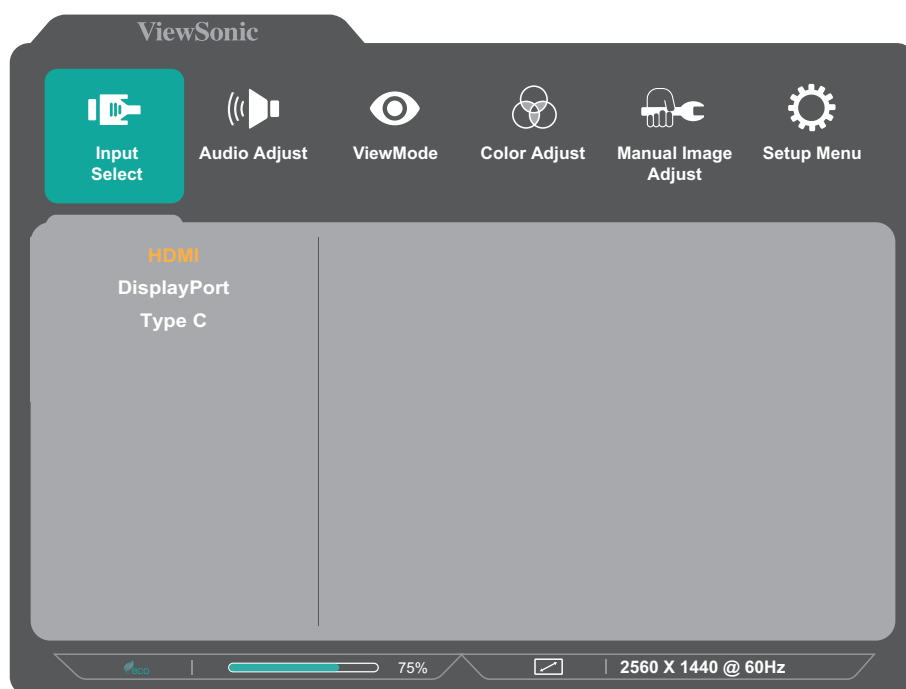 ViewSonic
Input Select
Audio Adjust
ViewMode
Color Adjust
Manual Image Adjust
Setup Menu
HDMI
DisplayPort
Type C
eco
75%
2560 X 1440 @ 60Hz